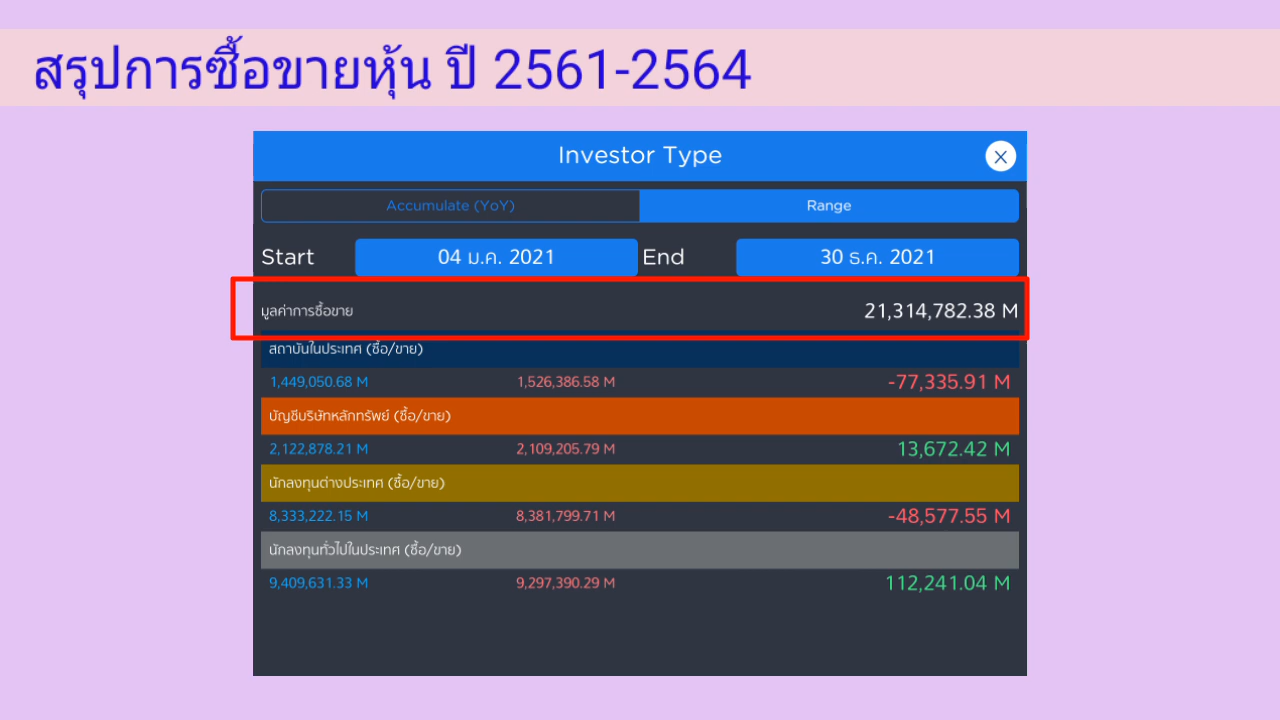 สรุปการซื้อขายหุ้น ปี 2561-2564
Investor Type
Accumulate (YoY) Range
Start 04 ม.ค. 2021 End 30 ธ.ค. 2021
มูลค่าการซื้อขาย 21,314,782.38 M
สถาบันในประเทศ (ซื้อ/ขาย)
1,449,050.68 M 1,526,386.58 M -77,335.91 M
บัญชีบริษัทหลักทรัพย์ (ซื้อ/ขาย)
2,122,878.21 M 2,109,205.79 M 13,672.42 M
นักลงทุนต่างประเทศ (ซื้อ/ขาย)
8,333,222.15 M 8,381,799.71 M -48,577.55 M
นักลงทุนทั่วไปในประเทศ (ซื้อ/ขาย)
9,409,631.33 M 9,297,390.29 M 112,241.04 M